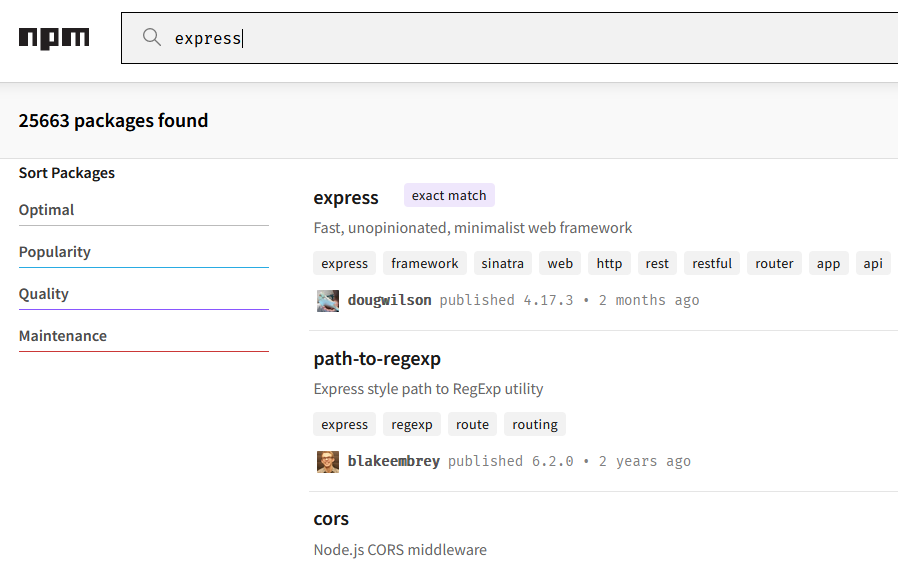 npm
express
25663 packages found
Sort Packages
Optimal
Popularity
Quality
Maintenance
express exact match
Fast, unopinionated, minimalist web framework
express framework sinatra web http rest restful router app api
dougwilson published 4.17.3 • 2 months ago
path-to-regexp
Express style path to RegExp utility
express regexp route routing
blakeembrey published 6.2.0 • 2 years ago
cors
Node.js CORS middleware